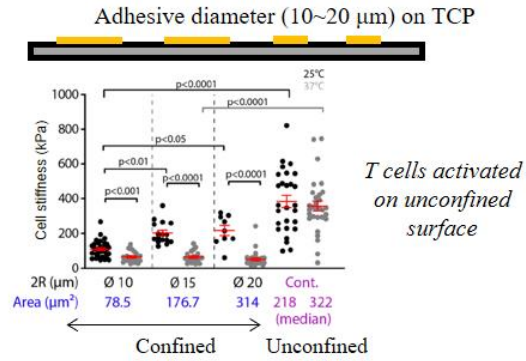 Adhesive diameter (10~20 μm) on TCP
25°C
37°C
p<0.0001
p<0.0001
p<0.05
p<0.01
p<0.001
p<0.0001
p<0.0001
Cell stiffness (kPa)
1000
800
600
400
200
0
T cells activated
on unconfined
surface
2R (μm) Ø 10 Ø 15 Ø 20 Cont.
Area (μm²) 78.5 176.7 314 218 322
(median)
Confined Unconfined